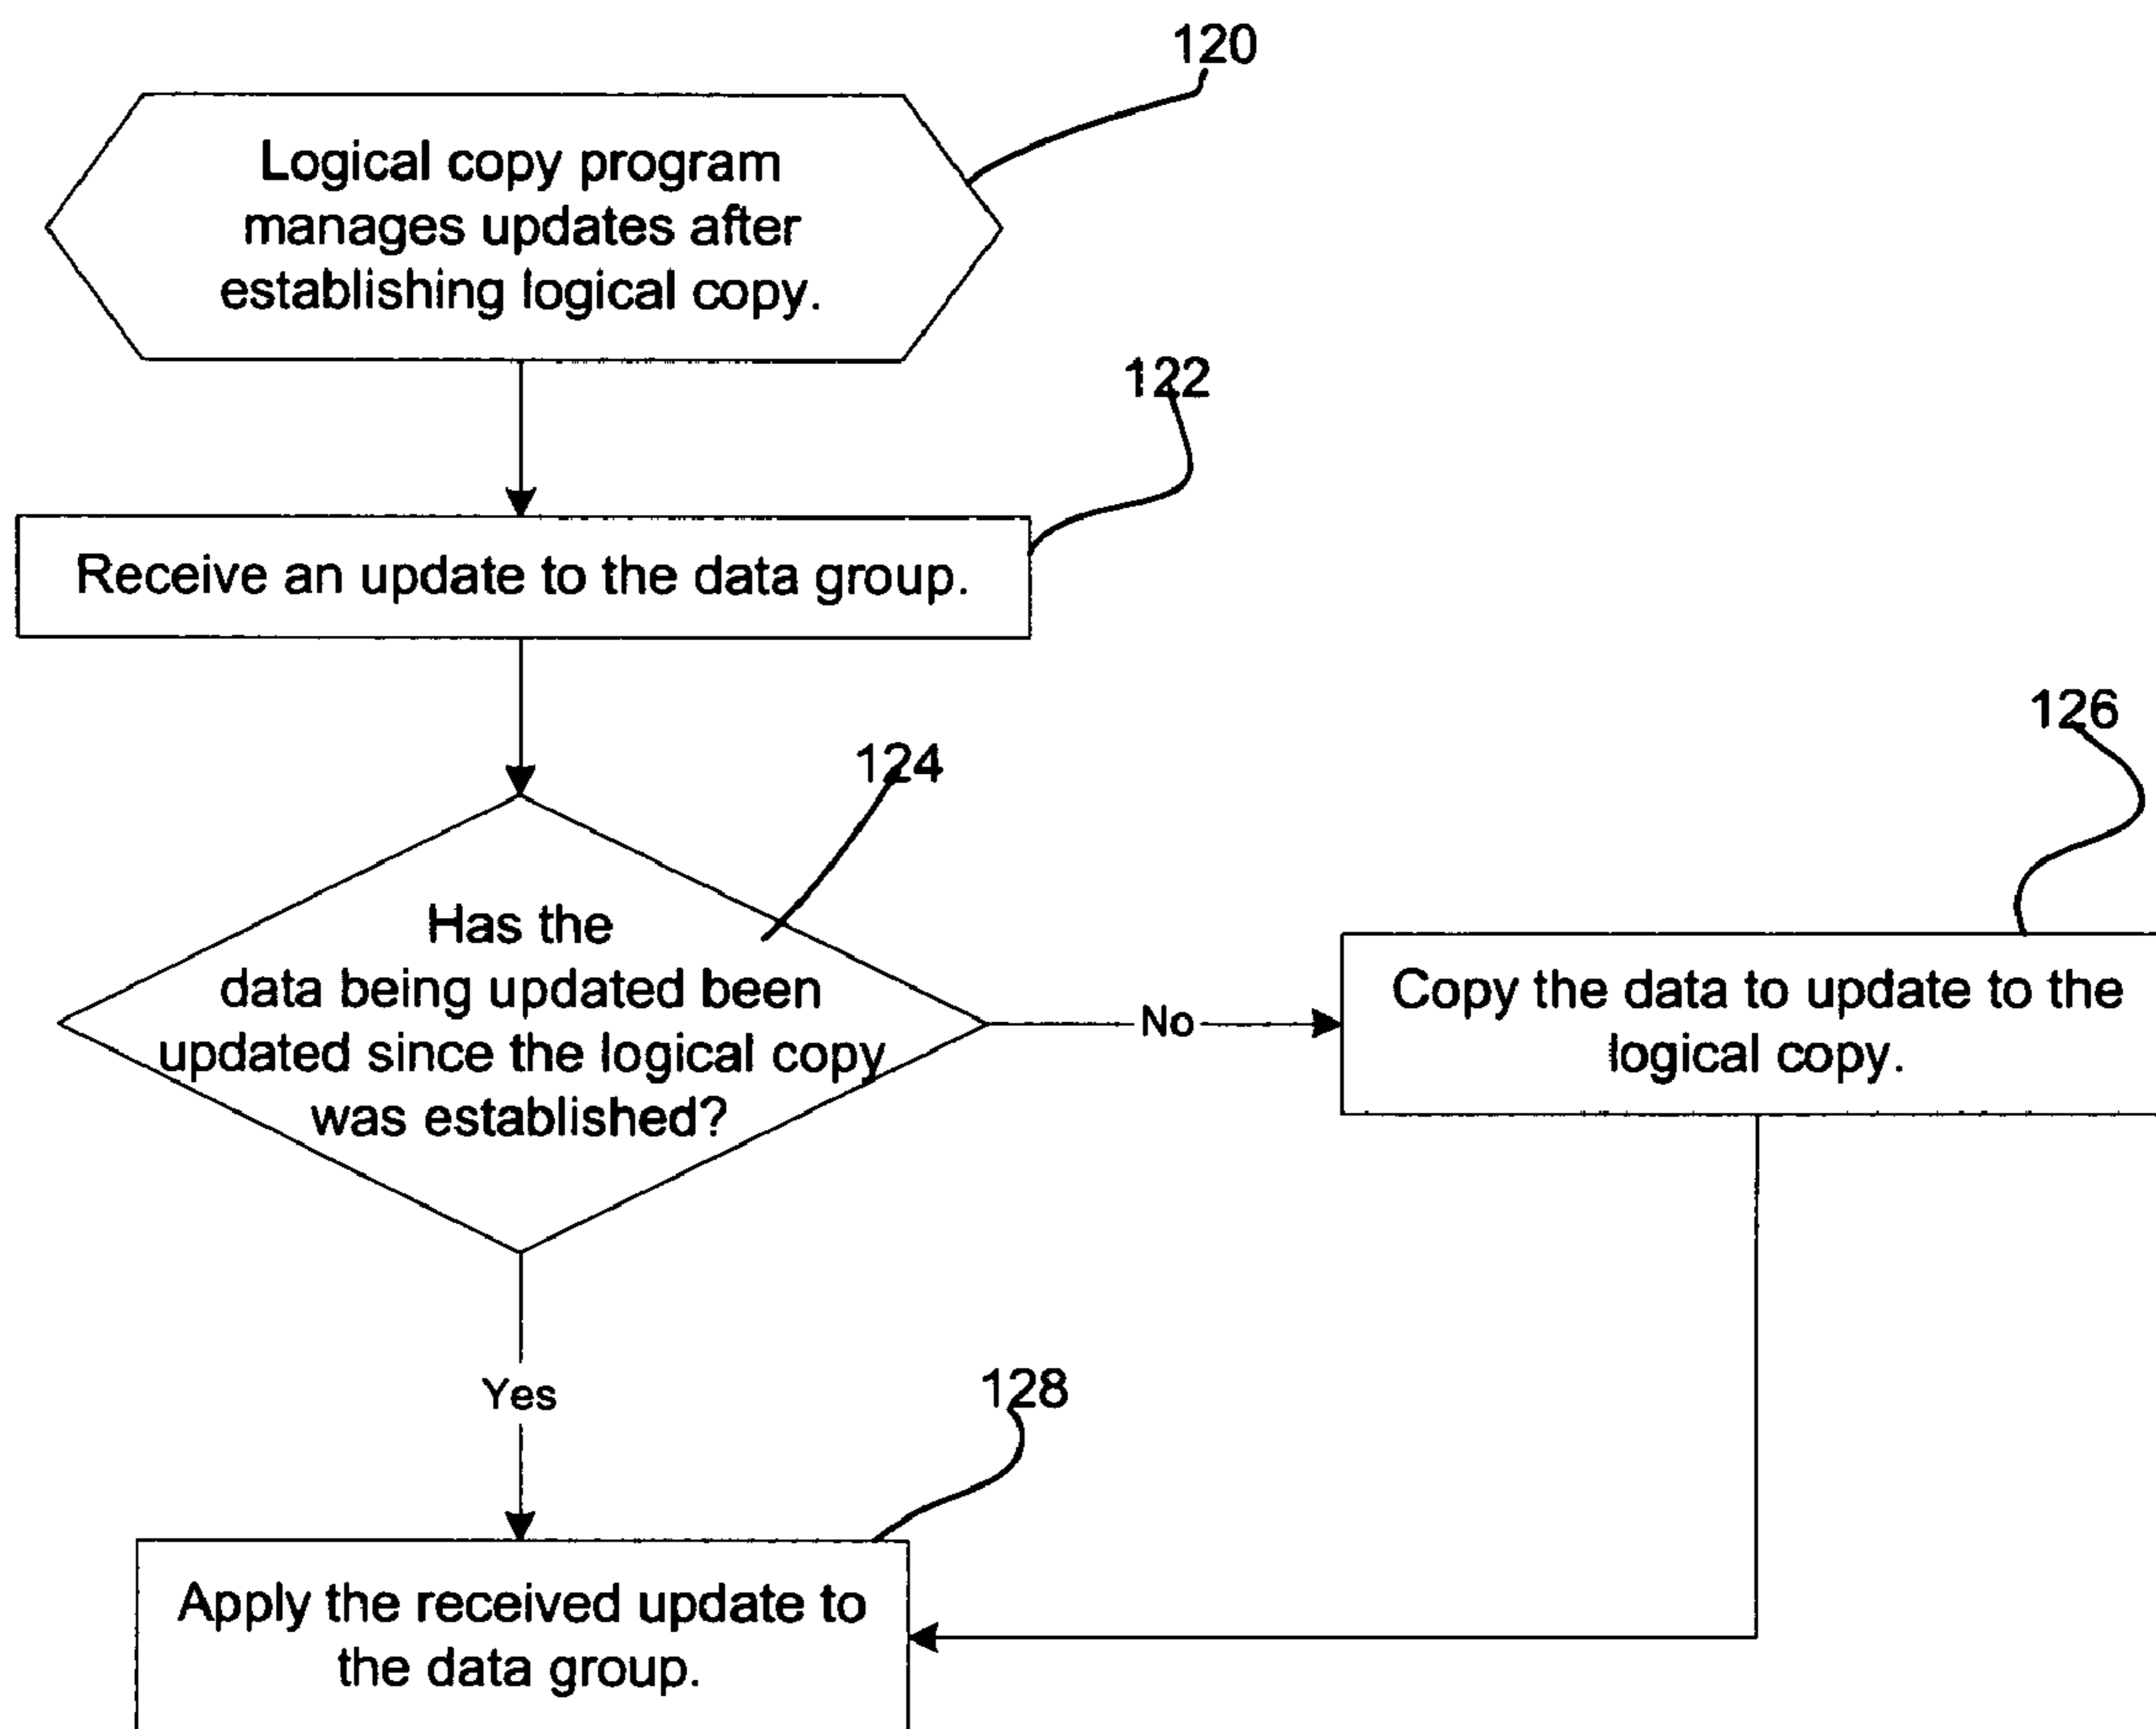 120
Logical copy program
manages updates after
establishing logical copy.
122
Receive an update to the data group.
124
126
Has the
data being updated been
updated since the logical copy
was established?
No
Copy the data to update to the
logical copy.
Yes
128
Apply the received update to
the data group.